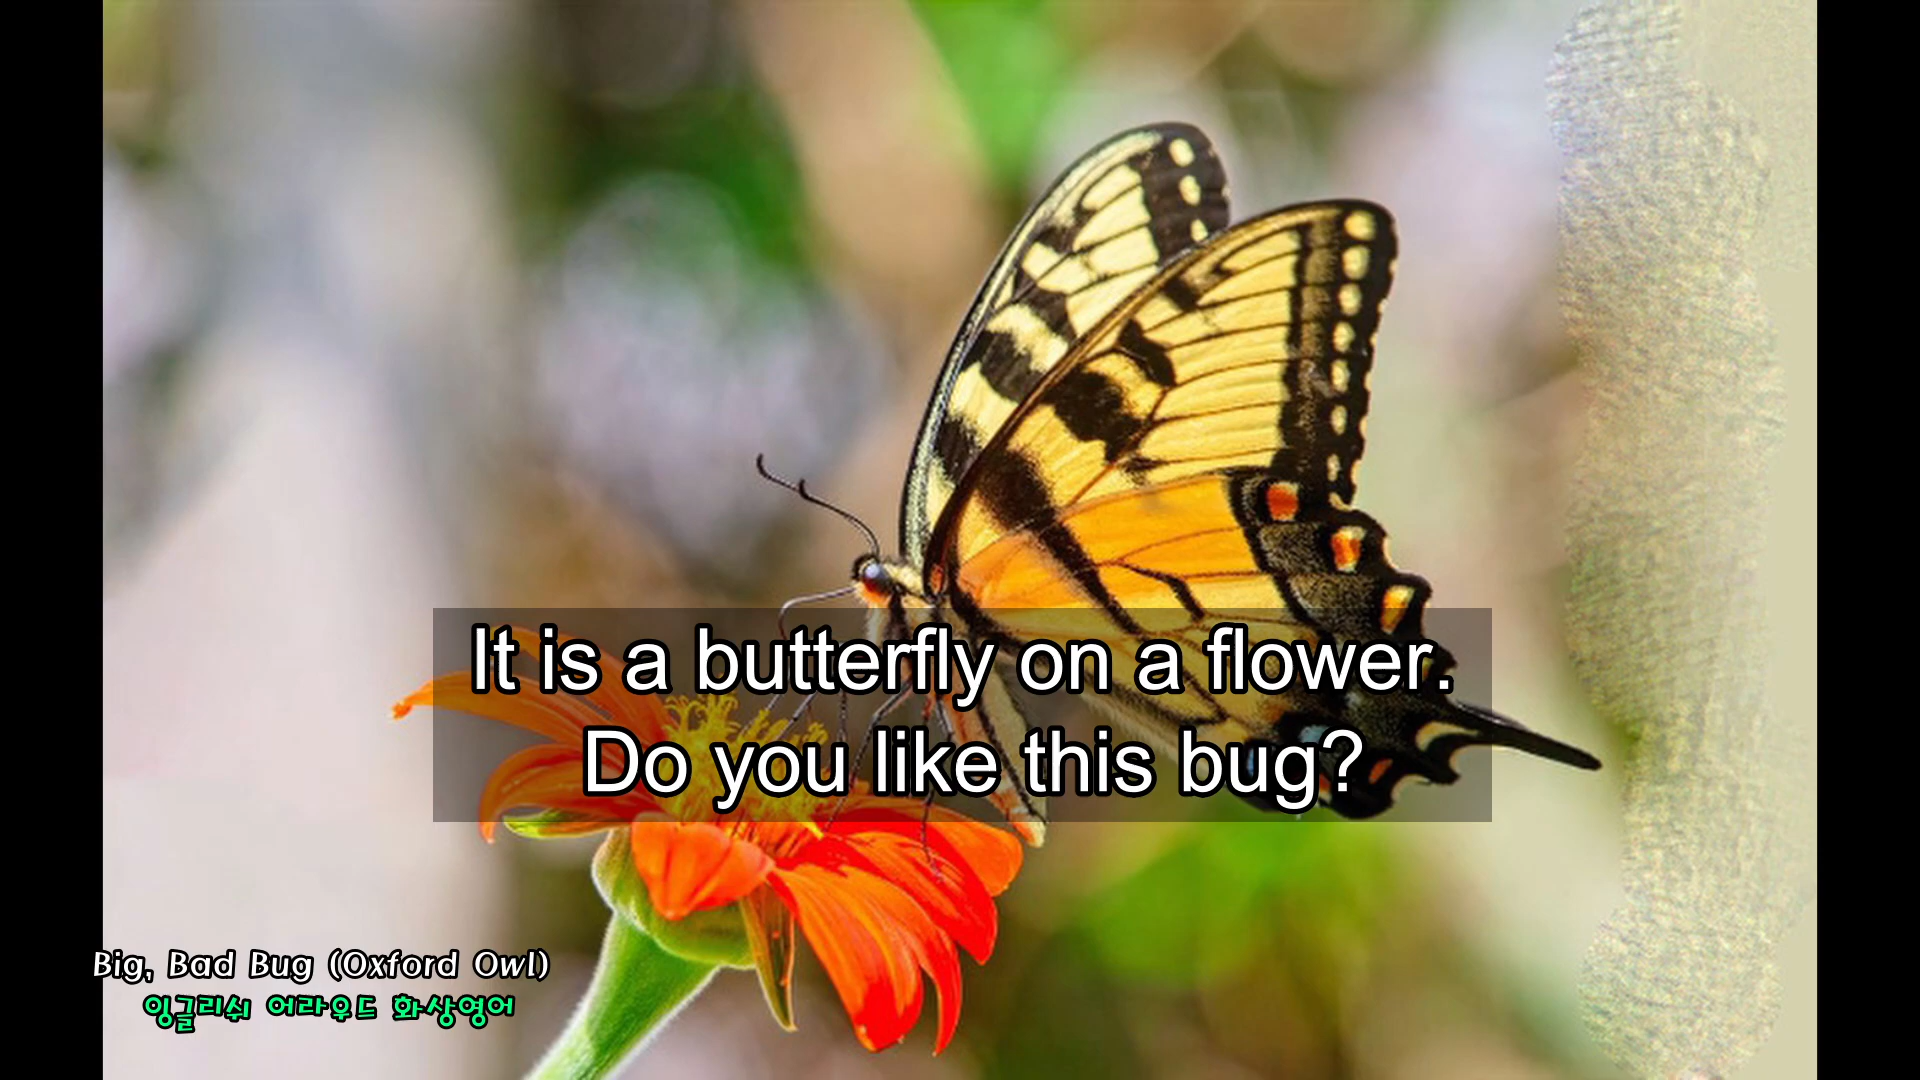 It is a butterfly on a flower.
Do you like this bug?
Big, Bad Bug (Oxford Owl)
잉글리쉬 어라운드 화상영어